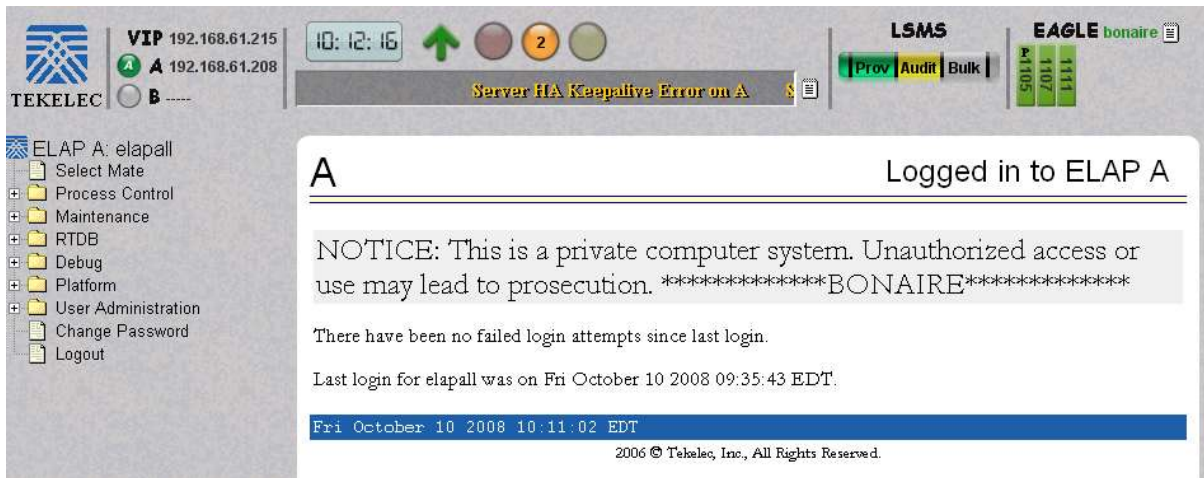 TEKELEC
VIP 192.168.61.215
A A 192.168.61.208
B -----
10:12:16
2
Server HA Keepalive Error on A S
LSMS
Prov Audit Bulk
EAGLE bonaire
P
1105
1107
1111
ELAP A: elapall
Select Mate
Process Control
Maintenance
RTDB
Debug
Platform
User Administration
Change Password
Logout
A
Logged in to ELAP A
NOTICE: This is a private computer system. Unauthorized access or
use may lead to prosecution. *************BONAIRE*************
There have been no failed login attempts since last login.
Last login for elapall was on Fri October 10 2008 09:35:43 EDT.
Fri October 10 2008 10:11:02 EDT
2006 © Tekelec, Inc., All Rights Reserved.